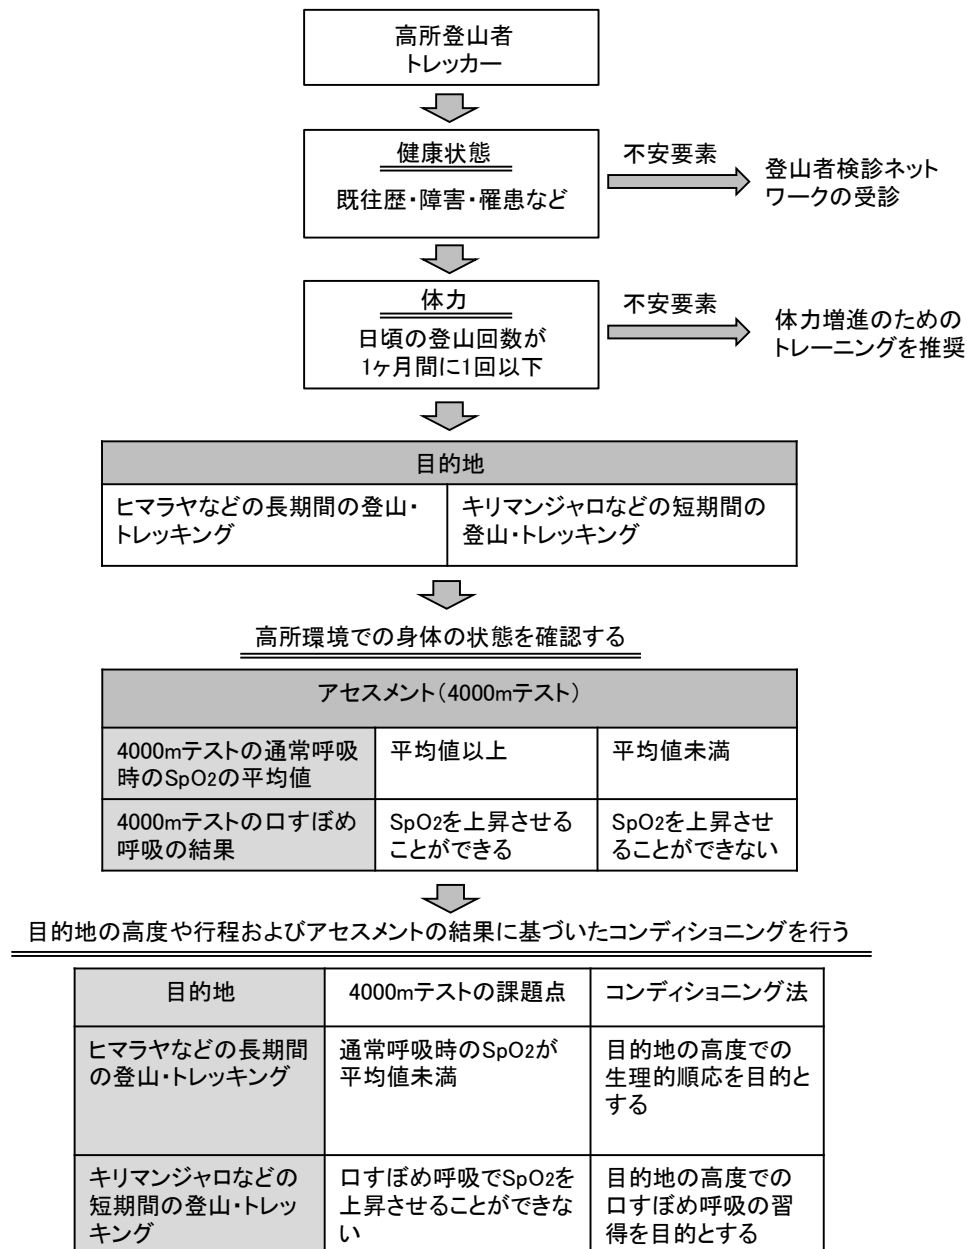 高所登山者
トレッカー
健康状態
既往歴・障害・罹患など
不安要素
登山者検診ネット
ワークの受診
体力
日頃の登山回数が
1ヶ月間に1回以下
不安要素
体力増進のための
トレーニングを推奨
目的地
ヒマラヤなどの長期間の登山・
トレッキング
キリマンジャロなどの短期間の
登山・トレッキング
高所環境での身体の状態を確認する
アセスメント（4000mテスト）
4000mテストの通常呼吸
時のSpO2の平均値
平均値以上
平均値未満
4000mテストの口すぼめ
呼吸の結果
SpO2を上昇させる
ことができる
SpO2を上昇させ
ることができない
目的地の高度や行程およびアセスメントの結果に基づいたコンディショニングを行う
目的地
4000mテストの課題点
コンディショニング法
ヒマラヤなどの長期間
の登山・トレッキング
通常呼吸時のSpO2が
平均値未満
目的地の高度での
生理的順応を目的と
する
キリマンジャロなどの
短期間の登山・トレッ
キング
口すぼめ呼吸でSpO2を
上昇させることができな
い
目的地の高度での
口すぼめ呼吸の習
得を目的とする